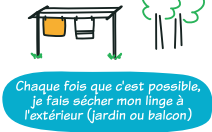 Chaque fois que c'est possible,
je fais sécher mon linge à
l'extérieur (jardin ou balcon)